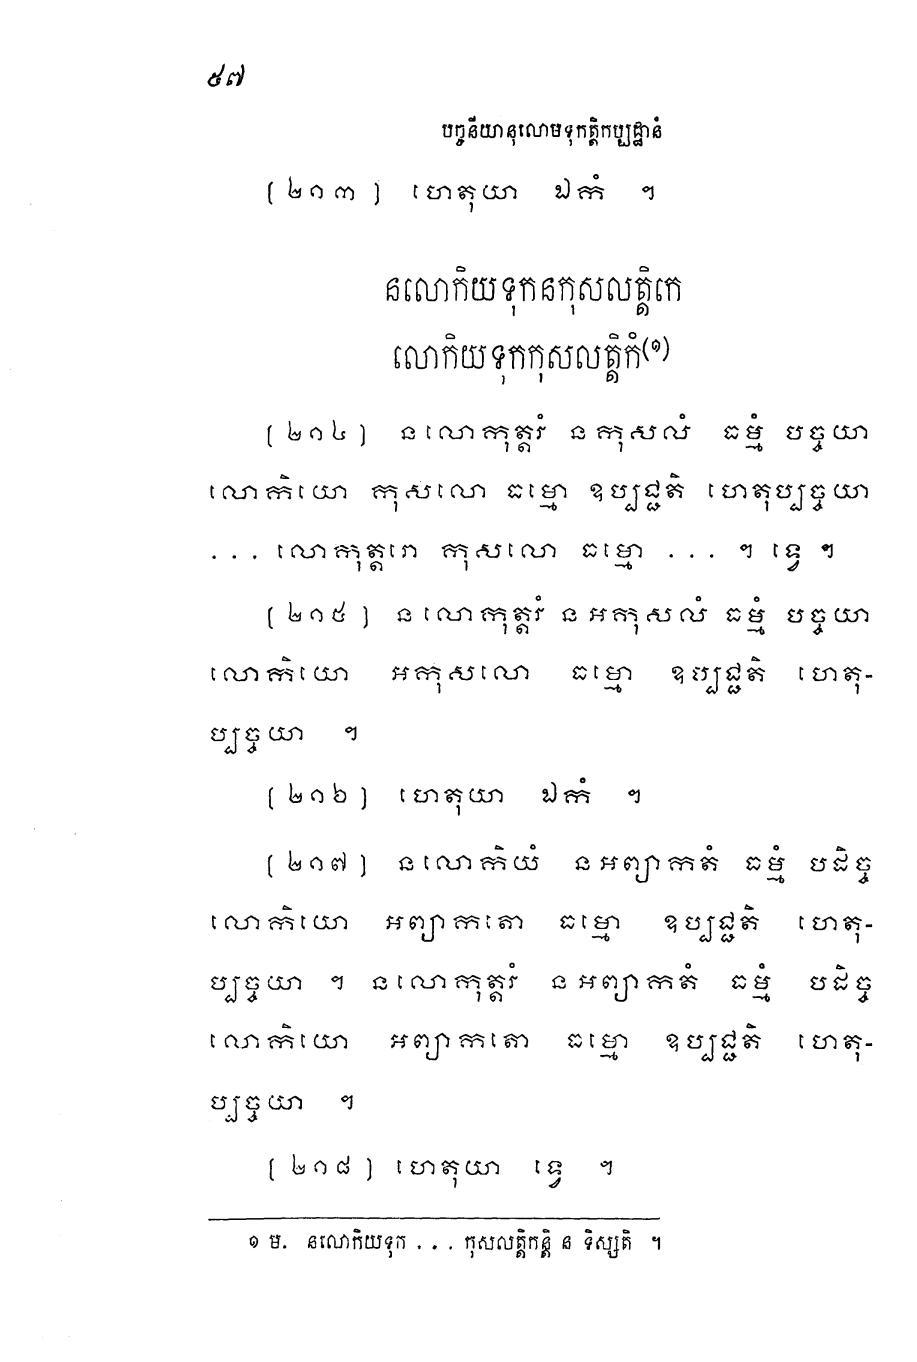 ៥៧
បច្ចនីយានុលោមទុកត្តិកប្បដ្ឋានំ
(២១៣) ហេតុយា ឯកំ ។
នលោកិយទុកនកុសលត្តិកេ
លោកិយទុកកុសលត្តិកំ(១)
(២១៤) នលោកុត្តរំ នកុសលំ ធម្មំ បច្ចយា
លោកិយោ កុសលោ ធម្មោ ឧប្បជ្ជតិ ហេតុប្បច្ចយា
... លោកុត្តរោ កុសលោ ធម្មោ ... ។ ទ្វេ ។
(២១៥) នលោកុត្តរំ នអកុសលំ ធម្មំ បច្ចយា
លោកិយោ អកុសលោ ធម្មោ ឧប្បជ្ជតិ ហេតុ-
ប្បច្ចយា ។
(២១៦) ហេតុយា ឯកំ ។
(២១៧) នលោកិយំ នអព្យាកតំ ធម្មំ បដិច្ច
លោកិយោ អព្យាកតោ ធម្មោ ឧប្បជ្ជតិ ហេតុ-
ប្បច្ចយា ។ នលោកុត្តរំ នអព្យាកតំ ធម្មំ បដិច្ច
លោកិយោ អព្យាកតោ ធម្មោ ឧប្បជ្ជតិ ហេតុ-
ប្បច្ចយា ។
(២១៨) ហេតុយា ទ្វេ ។
១ ម. នលោកិយទុក ... កុសលត្តិកន្តិ ន ទិស្សតិ ។